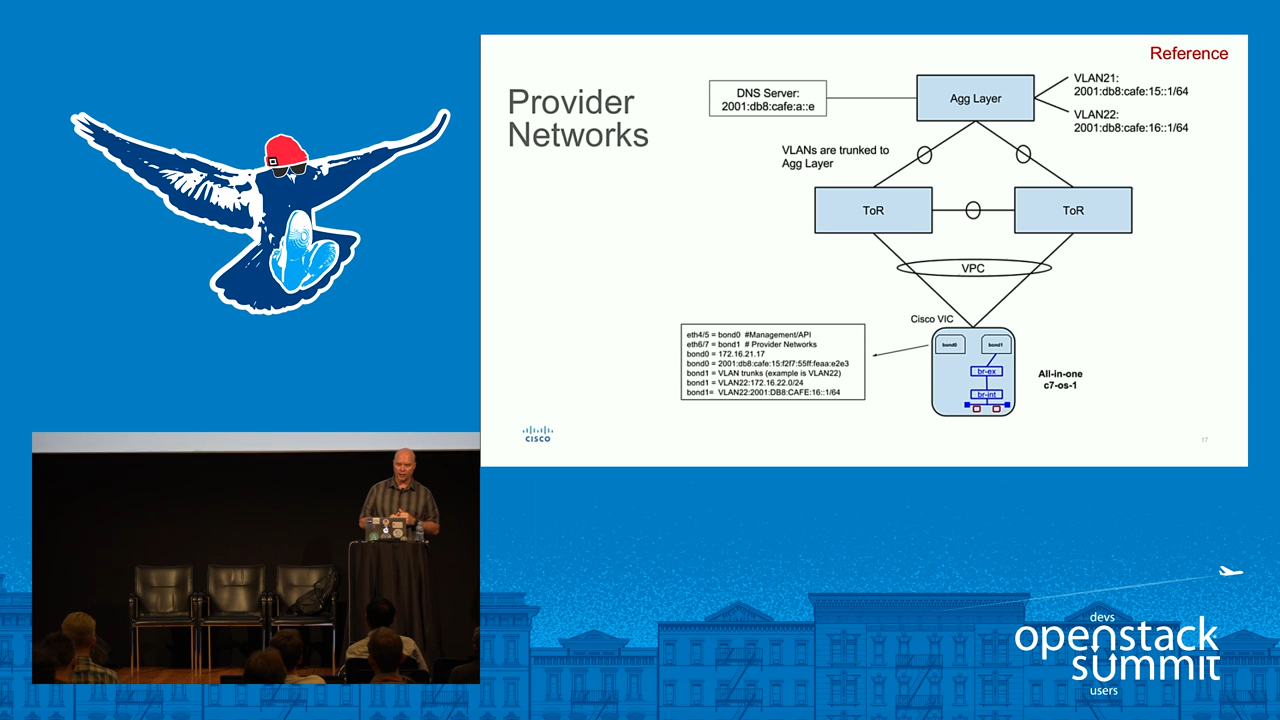 Reference
Provider
Networks
DNS Server:
2001:db8:cafe:a::e
Agg Layer
VLAN21:
2001:db8:cafe:15::1/64
VLAN22:
2001:db8:cafe:16::1/64
VLANs are trunked to
Agg Layer
ToR
ToR
VPC
Cisco VIC
eth4/5 = bond0 #Management/API
eth6/7 = bond1 # Provider Networks
bond0 = 172.16.21.17
bond0 = 2001:db8:cafe:15:f2f7:55ff:feaa:e2e3
bond1 = VLAN trunks (example is VLAN22)
bond1 = VLAN22:172.16.22.0/24
bond1= VLAN22:2001:DB8:CAFE:16::1/64
bond0
bond1
br-ex
br-int
All-in-one
c7-os-1
CISCO
17
devs
openstack
summit
users